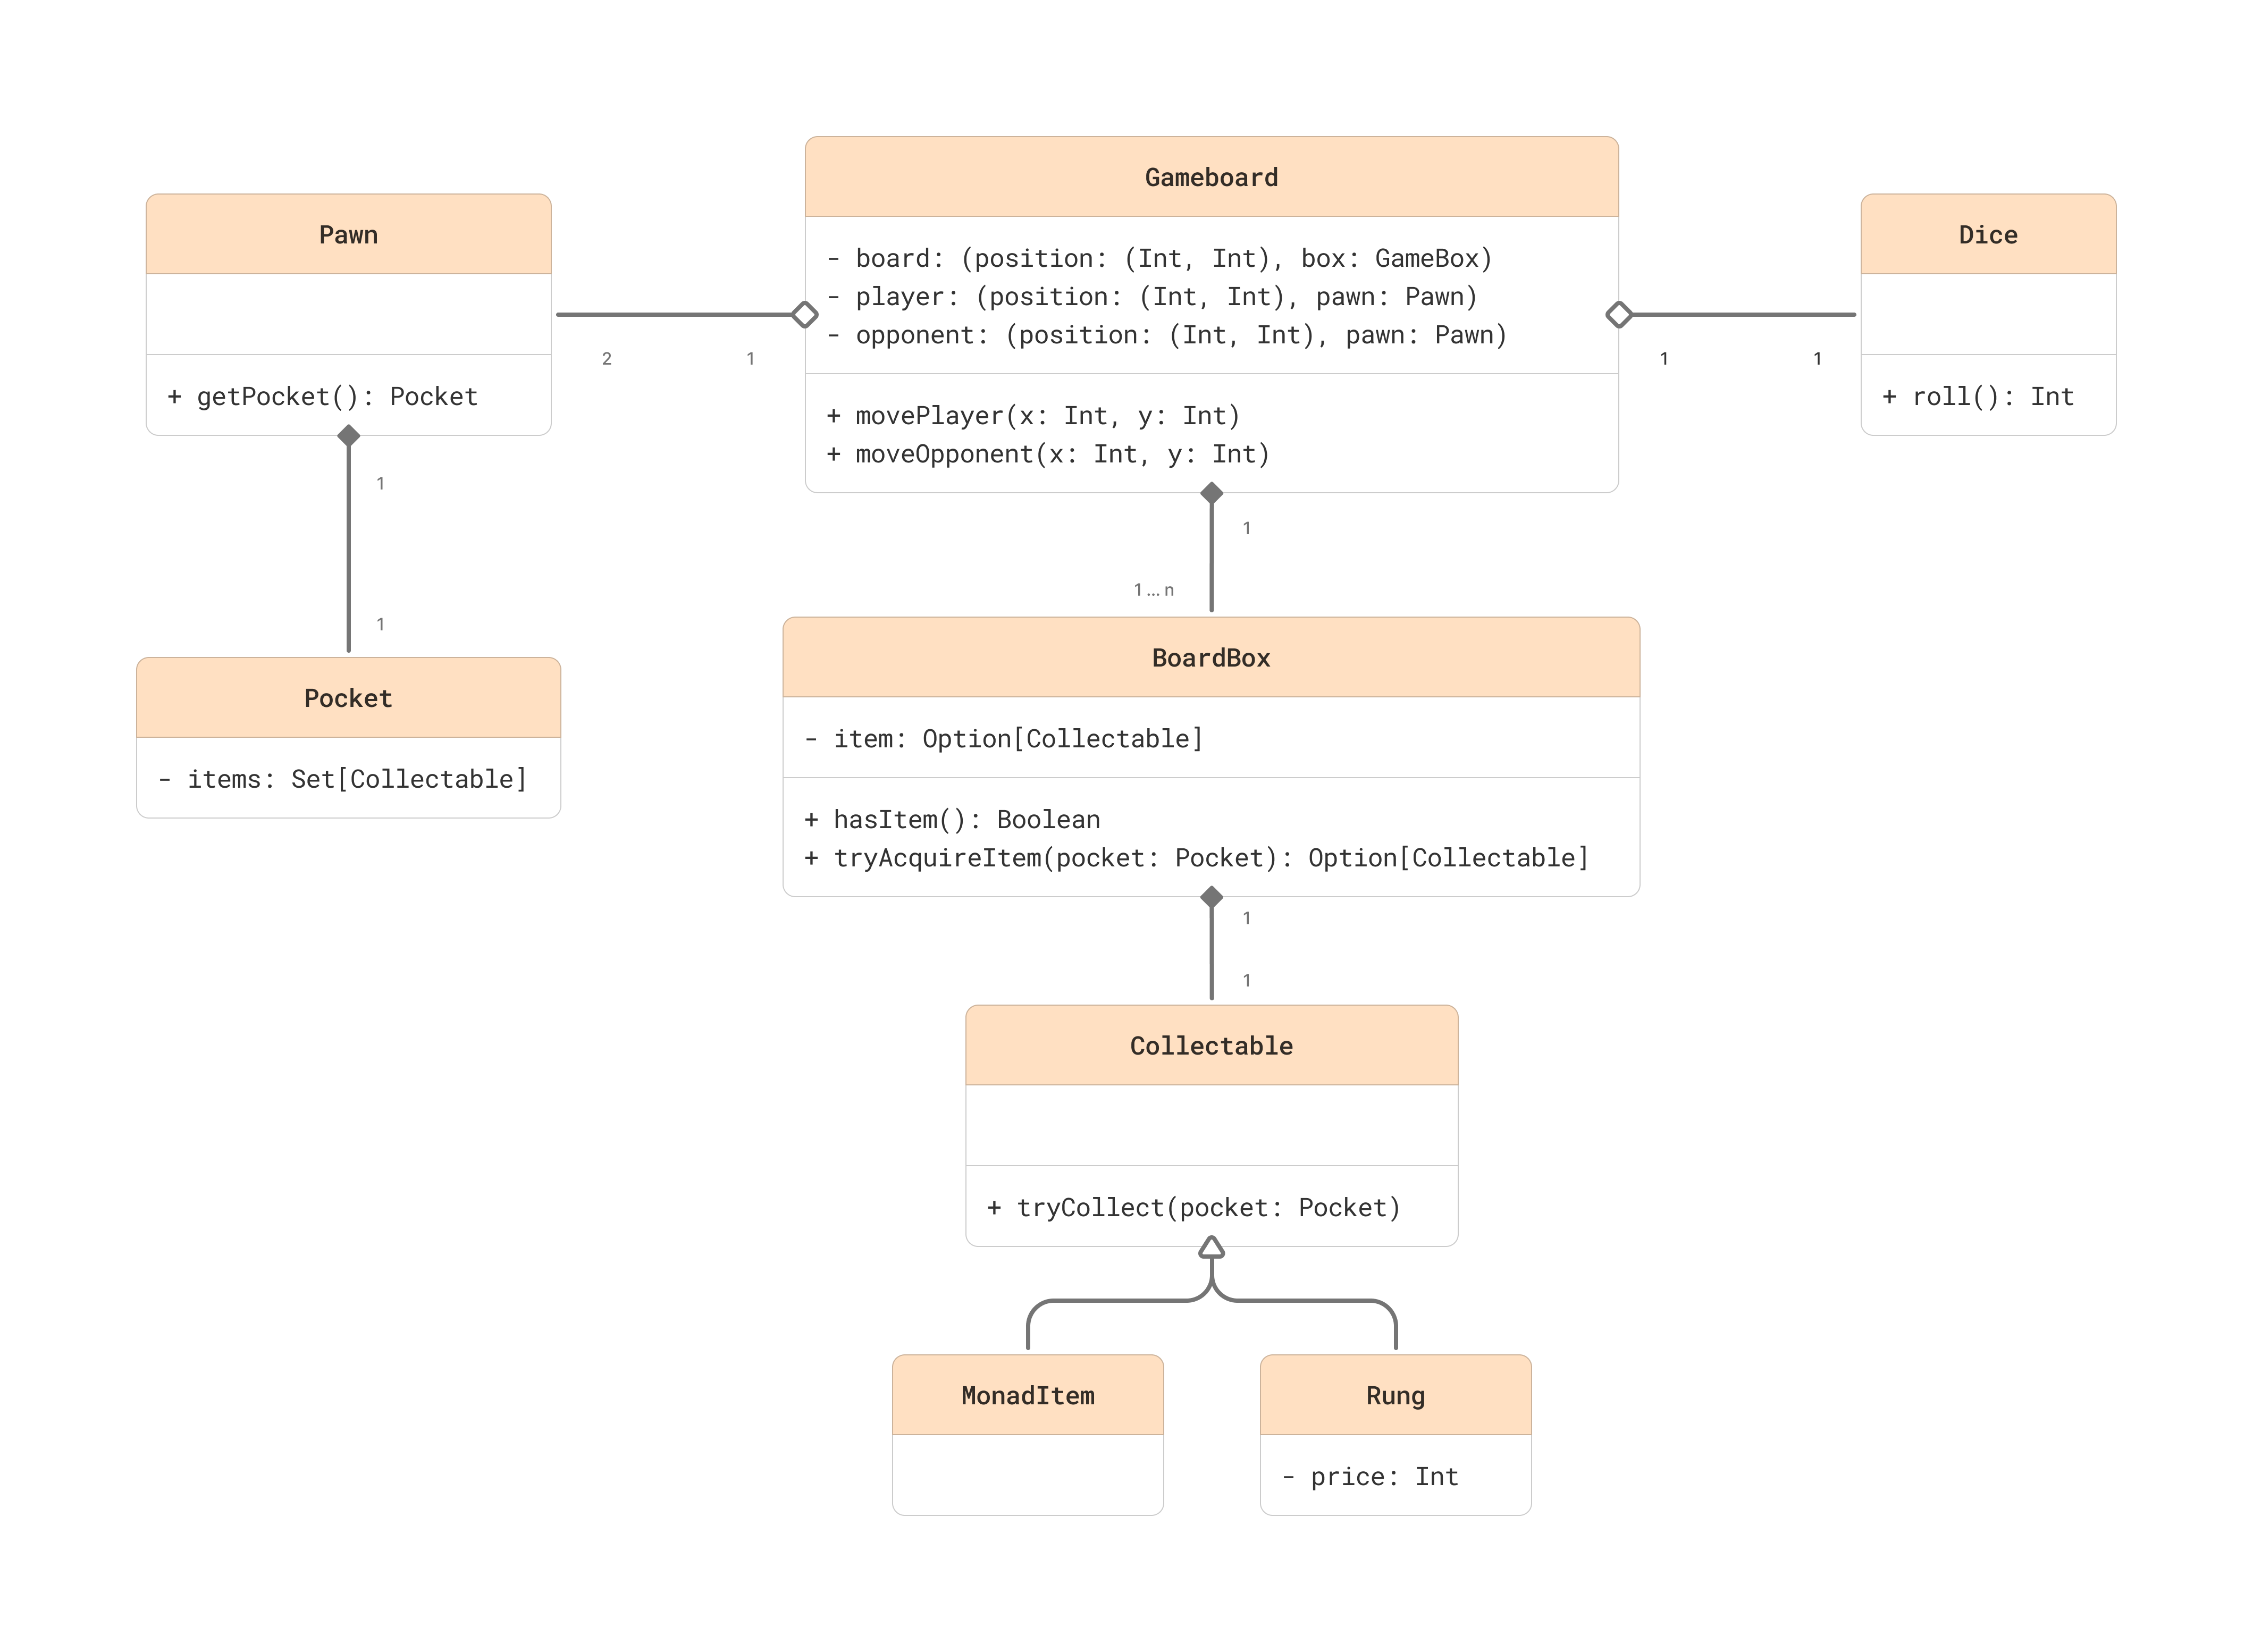 Gameboard
- board: (position: (Int, Int), box: GameBox)
- player: (position: (Int, Int), pawn: Pawn)
- opponent: (position: (Int, Int), pawn: Pawn)
+ movePlayer(x: Int, y: Int)
+ moveOpponent(x: Int, y: Int)
Pawn
+ getPocket(): Pocket
2
1
Dice
+ roll(): Int
1
1
1
1
Pocket
- items: Set[Collectable]
1
1...n
BoardBox
- item: Option[Collectable]
+ hasItem(): Boolean
+ tryAcquireItem(pocket: Pocket): Option[Collectable]
1
1
Collectable
+ tryCollect(pocket: Pocket)
MonadItem
Rung
- price: Int